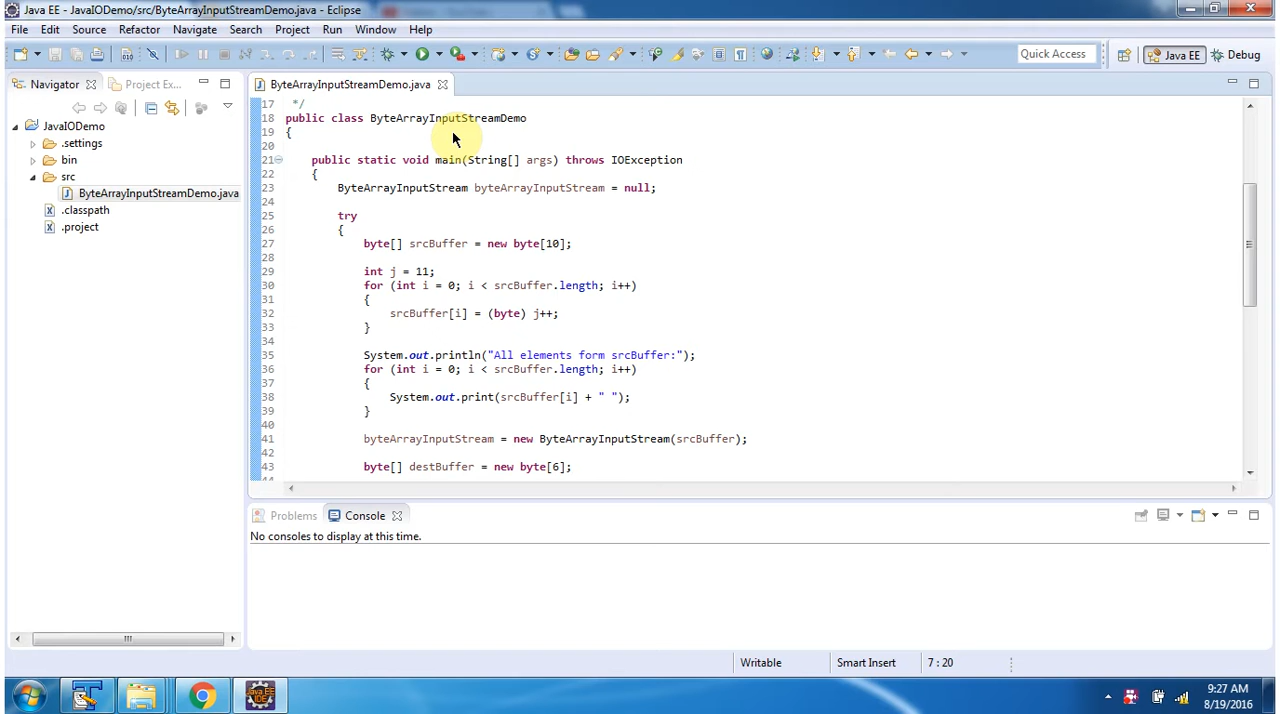 Java EE - JavaIODemo/src/ByteArrayInputStreamDemo.java - Eclipse
File Edit Source Refactor Navigate Search Project Run Window Help
Quick Access
Java EE
Debug
Navigator
Project Ex...
ByteArrayInputStreamDemo.java
JavaIODemo
.settings
bin
src
ByteArrayInputStreamDemo.java
.classpath
.project
17 */
18 public class ByteArrayInputStreamDemo
19 {
20
21 public static void main(String[] args) throws IOException
22 {
23 ByteArrayInputStream byteArrayInputStream = null;
24
25 try
26 {
27 byte[] srcBuffer = new byte[10];
28
29 int j = 11;
30 for (int i = 0; i < srcBuffer.length; i++)
31 {
32 srcBuffer[i] = (byte) j++;
33 }
34
35 System.out.println("All elements form srcBuffer:");
36 for (int i = 0; i < srcBuffer.length; i++)
37 {
38 System.out.print(srcBuffer[i] + " ");
39 }
40
41 byteArrayInputStream = new ByteArrayInputStream(srcBuffer);
42
43 byte[] destBuffer = new byte[6];
Problems
Console
No consoles to display at this time.
Writable
Smart Insert
7 : 20
Java EE
IDE
9:27 AM
8/19/2016